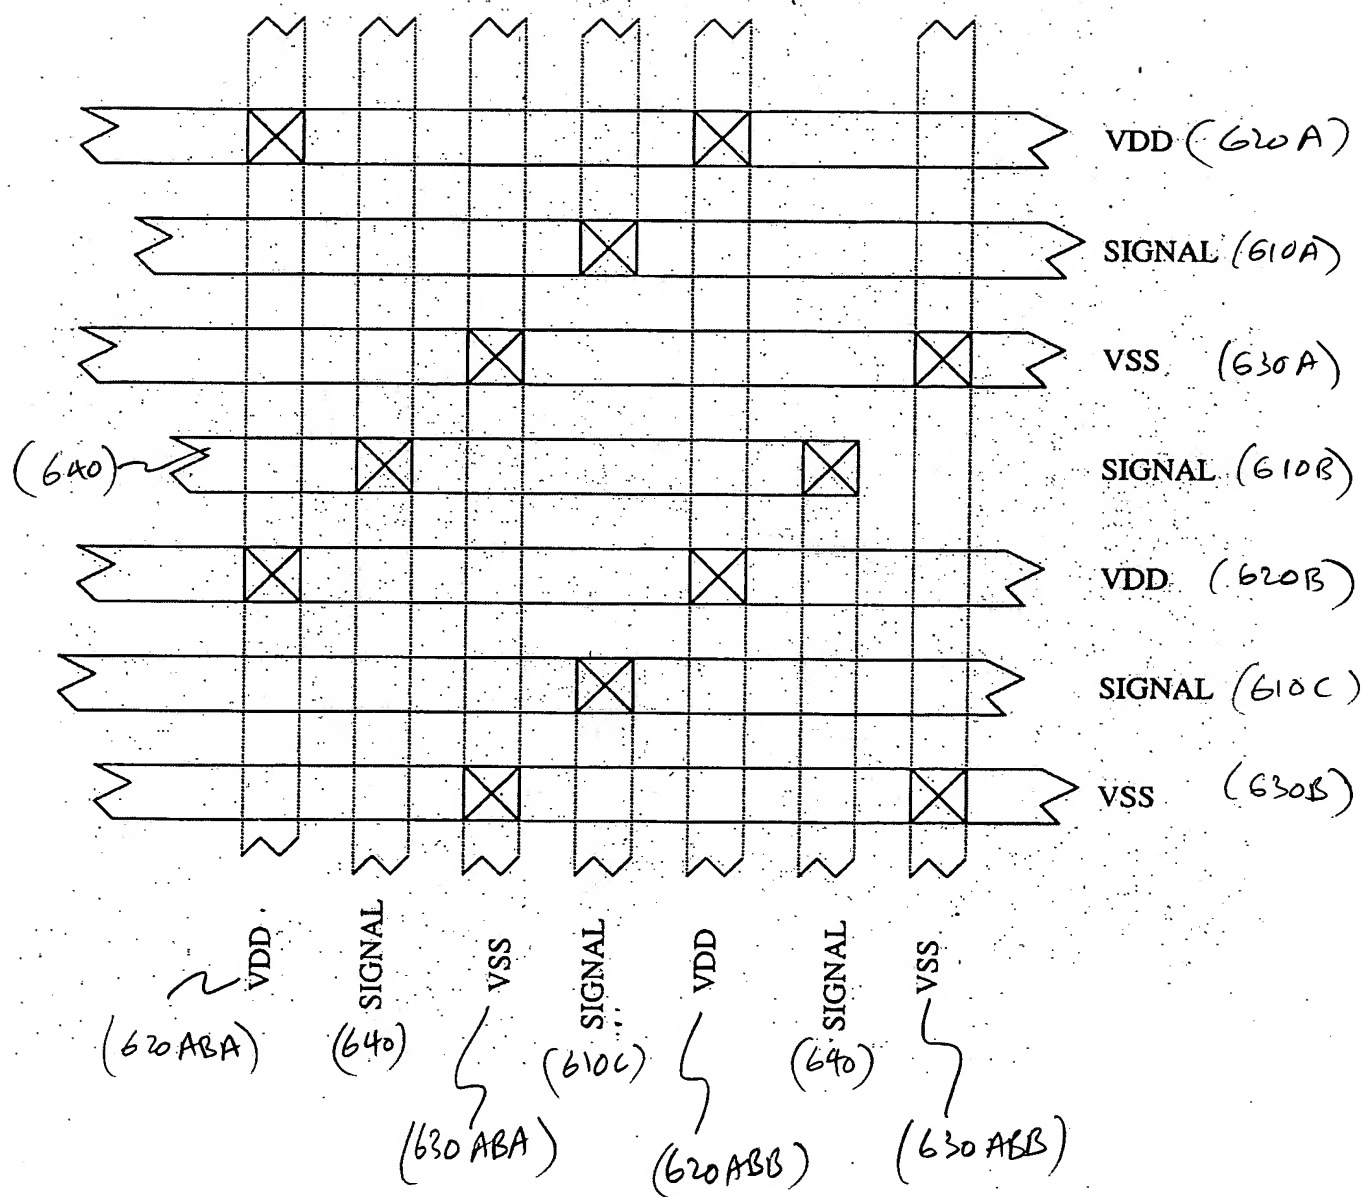 VDD (620A)
SIGNAL (610A)
VSS (630A)
(640) SIGNAL (610B)
VDD (620B)
SIGNAL (610C)
VSS (630B)
VDD SIGNAL VSS SIGNAL VDD SIGNAL VSS
(620ABA) (640) (610C) (640)
(630ABA) (620ABB) (630ABB)